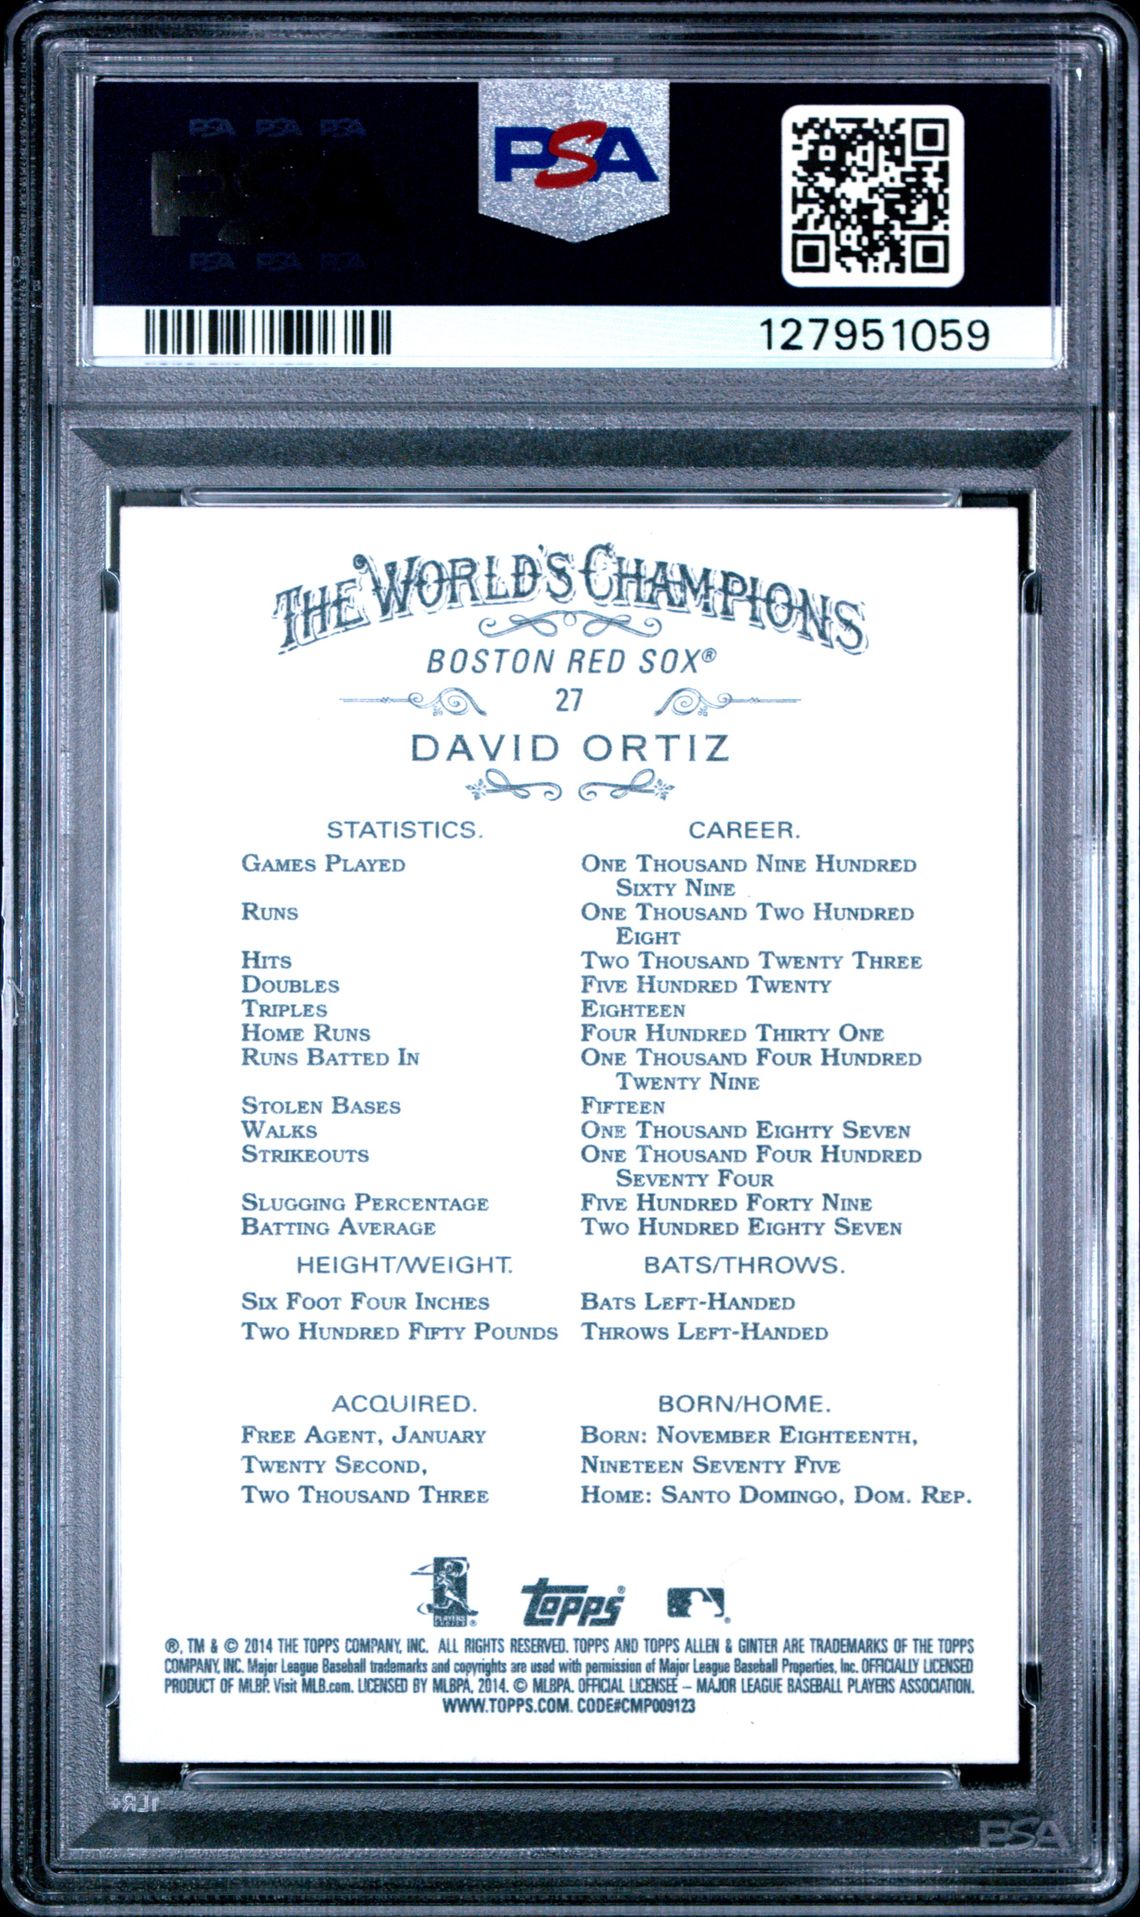 PSA PSA PSA
PSA
PSA PSA PSA
PSA
127951059
THE WORLD'S CHAMPIONS
BOSTON RED SOX®
27
DAVID ORTIZ
STATISTICS. CAREER.
GAMES PLAYED ONE THOUSAND NINE HUNDRED
SIXTY NINE
RUNS ONE THOUSAND TWO HUNDRED
EIGHT
HITS TWO THOUSAND TWENTY THREE
DOUBLES FIVE HUNDRED TWENTY
TRIPLES EIGHTEEN
HOME RUNS FOUR HUNDRED THIRTY ONE
RUNS BATTED IN ONE THOUSAND FOUR HUNDRED
TWENTY NINE
STOLEN BASES FIFTEEN
WALKS ONE THOUSAND EIGHTY SEVEN
STRIKEOUTS ONE THOUSAND FOUR HUNDRED
SEVENTY FOUR
SLUGGING PERCENTAGE FIVE HUNDRED FORTY NINE
BATTING AVERAGE TWO HUNDRED EIGHTY SEVEN
HEIGHT/WEIGHT. BATS/THROWS.
SIX FOOT FOUR INCHES BATS LEFT-HANDED
TWO HUNDRED FIFTY POUNDS THROWS LEFT-HANDED
ACQUIRED. BORN/HOME.
FREE AGENT, JANUARY BORN: NOVEMBER EIGHTEENTH,
TWENTY SECOND, NINETEEN SEVENTY FIVE
TWO THOUSAND THREE HOME: SANTO DOMINGO, DOM. REP.
PLAYERS CHOICE ® Topps®
®, TM & © 2014 THE TOPPS COMPANY, INC. ALL RIGHTS RESERVED. TOPPS AND TOPPS ALLEN & GINTER ARE TRADEMARKS OF THE TOPPS
COMPANY, INC. Major League Baseball trademarks and copyrights are used with permission of Major League Baseball Properties, Inc. OFFICIALLY LICENSED
PRODUCT OF MLBP. Visit MLB.com. LICENSED BY MLBPA, 2014. © MLBPA. OFFICIAL LICENSEE – MAJOR LEAGUE BASEBALL PLAYERS ASSOCIATION.
WWW.TOPPS.COM. CODE#CMP009123
PSA